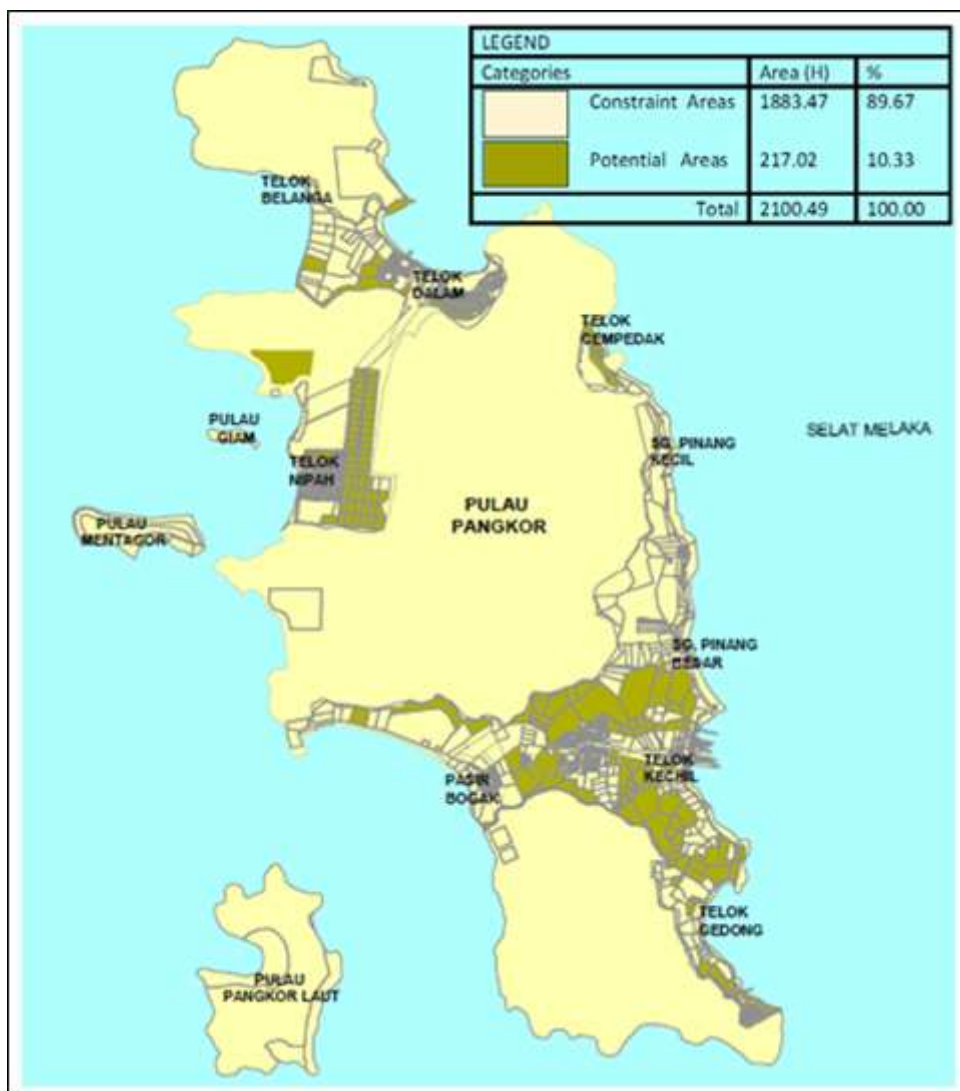 LEGEND
Categories Area (H) %
Constraint Areas 1883.47 89.67
Potential Areas 217.02 10.33
Total 2100.49 100.00
TELOK
BELANGA
TELOK
DALAM
TELOK
CEMPEDAK
PULAU
GIAM
SG. PINANG
KECIL
SELAT MELAKA
TELOK
NIPAH
PULAU
PANGKOR
PULAU
MENTAGOR
SG. PINANG
BESAR
TELOK
KECHIL
PASIR
BOGAK
TELOK
GEDONG
PULAU
PANGKOR LAUT